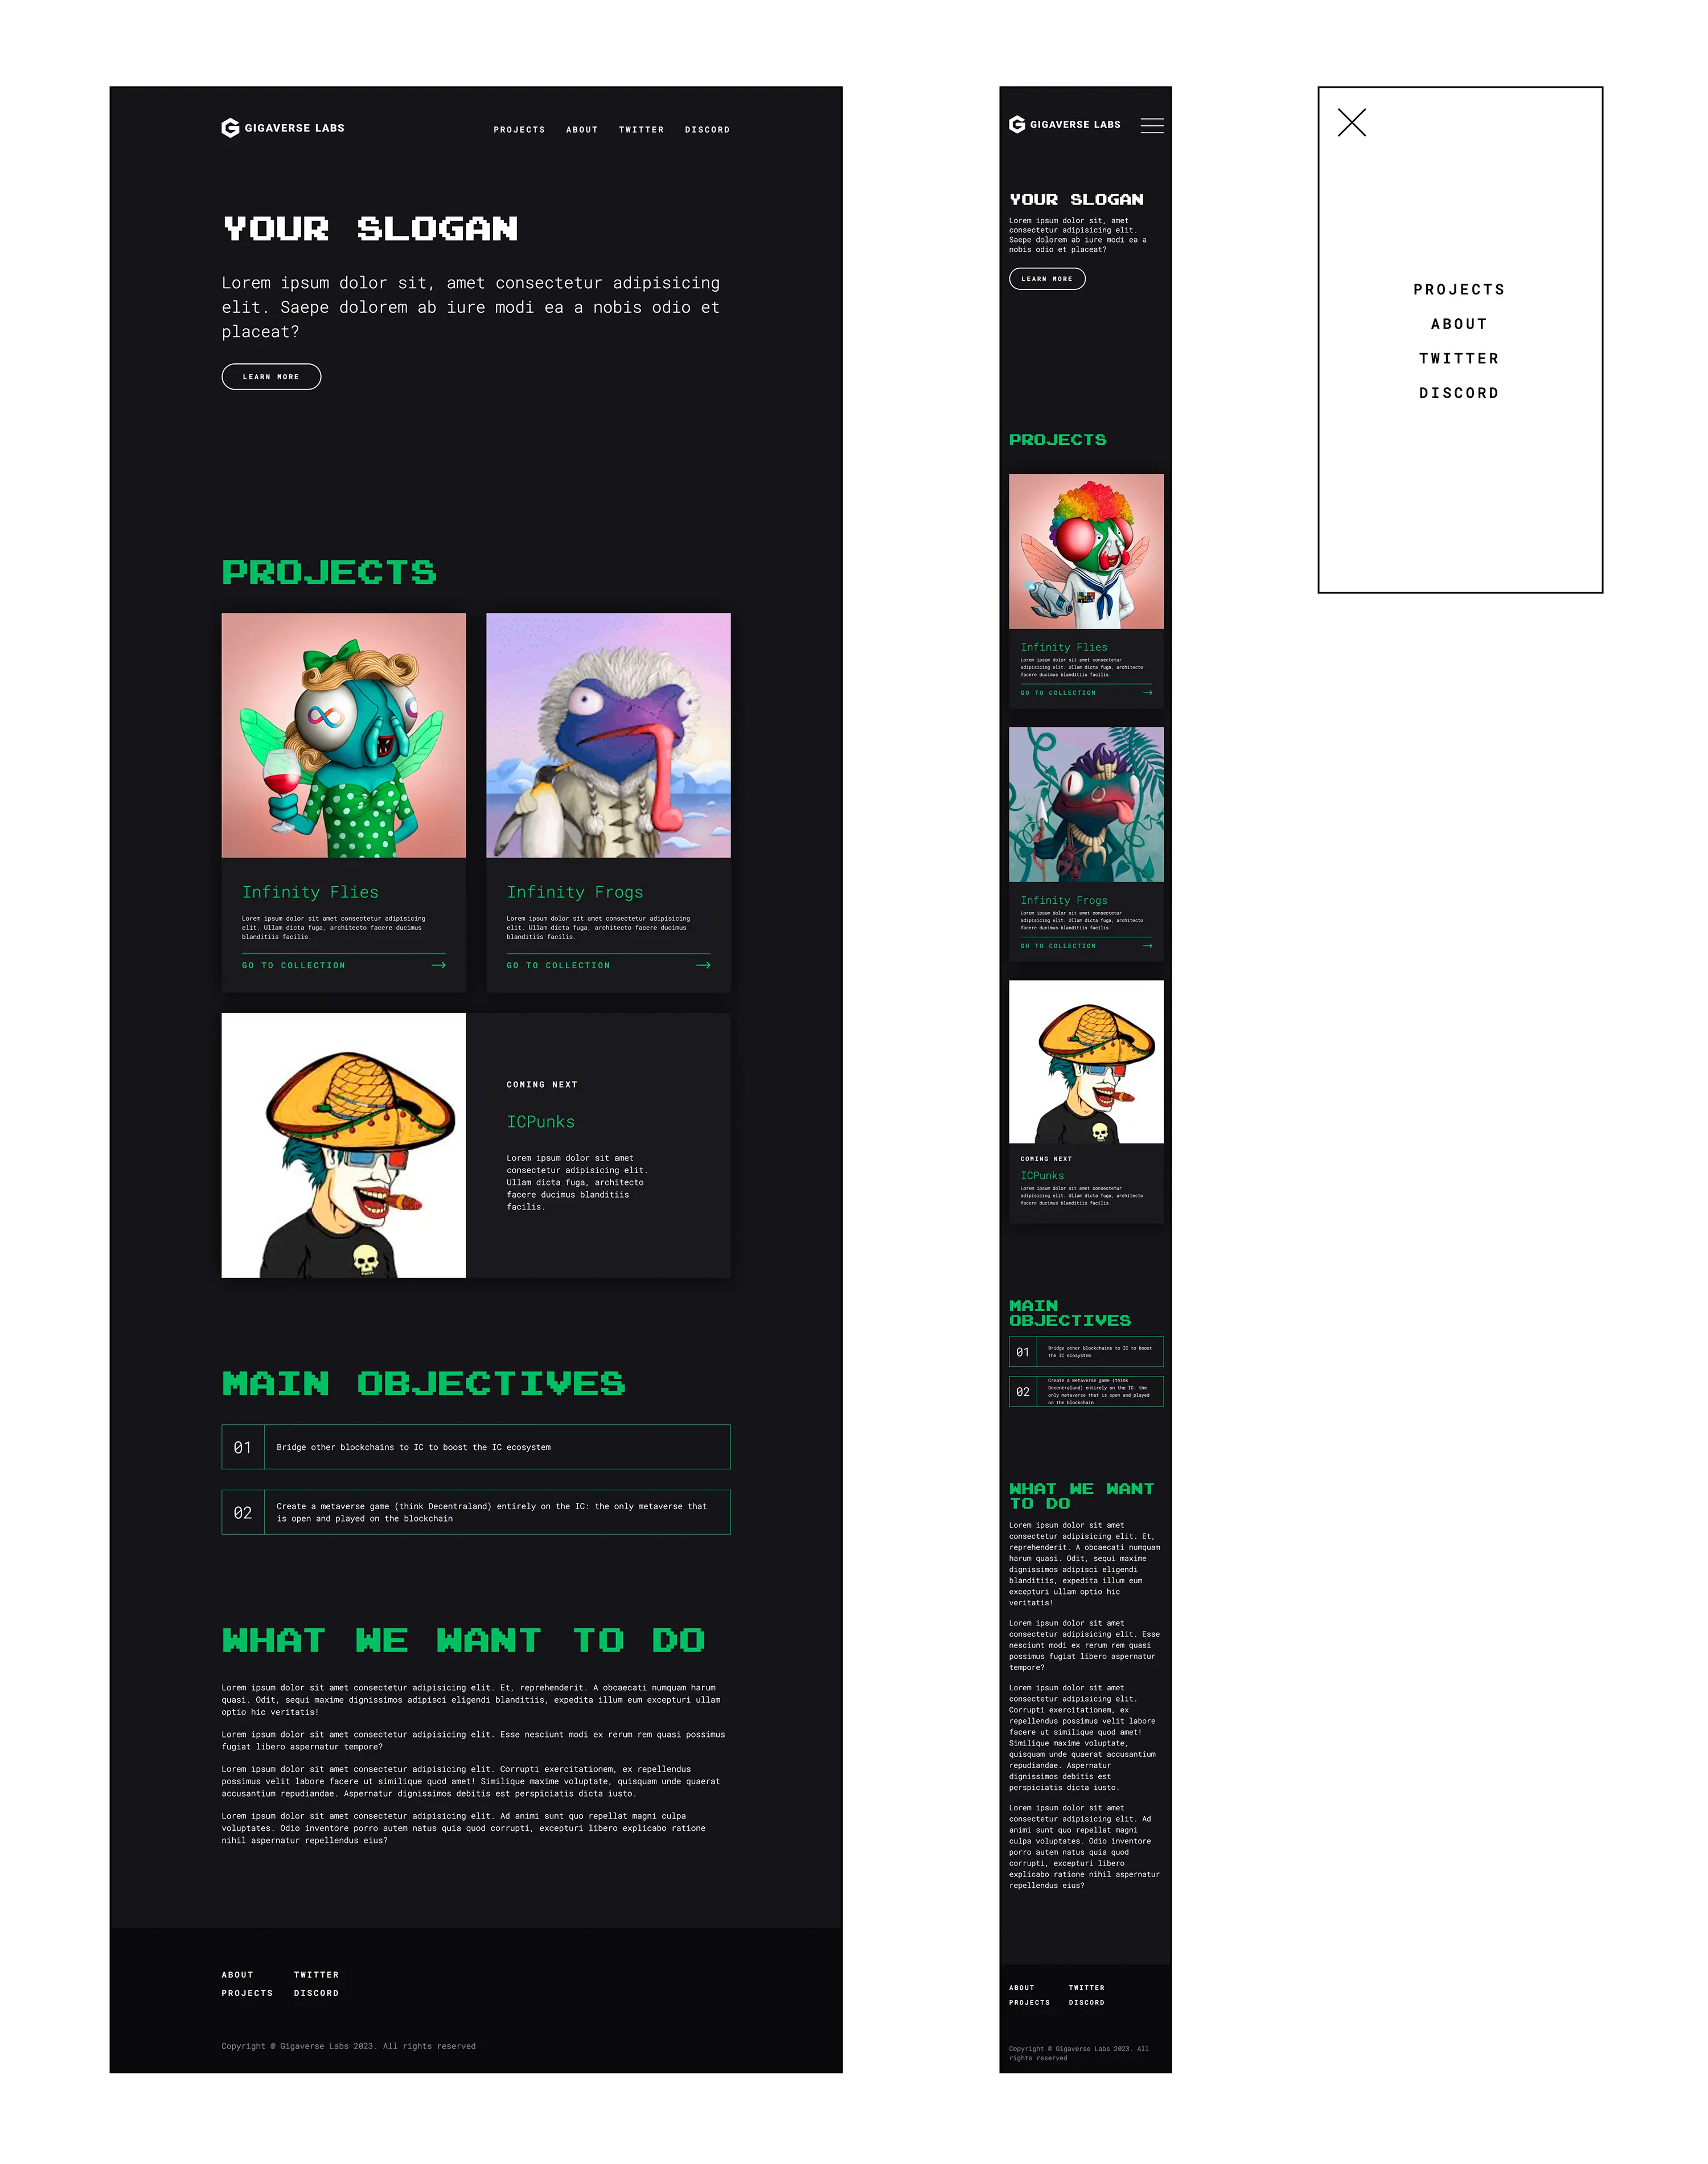 GIGAVERSE LABS
PROJECTS ABOUT TWITTER DISCORD
YOUR SLOGAN
Lorem ipsum dolor sit, amet consectetur adipisicing
elit. Saepe dolorem ab iure modi ea a nobis odio et
placeat?
LEARN MORE
PROJECTS
Infinity Flies
Lorem ipsum dolor sit amet consectetur adipisicing
elit. Ullam dicta fuga, architecto facere ducimus
blanditiis facilis.
GO TO COLLECTION
Infinity Frogs
Lorem ipsum dolor sit amet consectetur adipisicing
elit. Ullam dicta fuga, architecto facere ducimus
blanditiis facilis.
GO TO COLLECTION
COMING NEXT
ICPunks
Lorem ipsum dolor sit amet
consectetur adipisicing elit.
Ullam dicta fuga, architecto
facere ducimus blanditiis
facilis.
MAIN OBJECTIVES
01 Bridge other blockchains to IC to boost the IC ecosystem
02 Create a metaverse game (think Decentraland) entirely on the IC: the only metaverse that
is open and played on the blockchain
WHAT WE WANT TO DO
Lorem ipsum dolor sit amet consectetur adipisicing elit. Et, reprehenderit. A obcaecati numquam harum
quasi. Odit, sequi maxime dignissimos adipisci eligendi blanditiis, expedita illum eum excepturi ullam
optio hic veritatis!
Lorem ipsum dolor sit amet consectetur adipisicing elit. Esse nesciunt modi ex rerum rem quasi possimus
fugiat libero aspernatur tempore?
Lorem ipsum dolor sit amet consectetur adipisicing elit. Corrupti exercitationem, ex repellendus
possimus velit labore facere ut similique quod amet! Similique maxime voluptate, quisquam unde quaerat
accusantium repudiandae. Aspernatur dignissimos debitis est perspiciatis dicta iusto.
Lorem ipsum dolor sit amet consectetur adipisicing elit. Ad animi sunt quo repellat magni culpa
voluptates. Odio inventore porro autem natus quia quod corrupti, excepturi libero explicabo ratione
nihil aspernatur repellendus eius?
ABOUT TWITTER
PROJECTS DISCORD
Copyright @ Gigaverse Labs 2023. All rights reserved
GIGAVERSE LABS
YOUR SLOGAN
Lorem ipsum dolor sit, amet
consectetur adipisicing elit.
Saepe dolorem ab iure modi ea a
nobis odio et placeat?
LEARN MORE
PROJECTS
Infinity Flies
Lorem ipsum dolor sit amet consectetur
adipisicing elit. Ullam dicta fuga, architecto
facere ducimus blanditiis facilis.
GO TO COLLECTION
Infinity Frogs
Lorem ipsum dolor sit amet consectetur
adipisicing elit. Ullam dicta fuga, architecto
facere ducimus blanditiis facilis.
GO TO COLLECTION
COMING NEXT
ICPunks
Lorem ipsum dolor sit amet consectetur
adipisicing elit. Ullam dicta fuga, architecto
facere ducimus blanditiis facilis.
MAIN
OBJECTIVES
01 Bridge other blockchains to IC to boost
the IC ecosystem
02 Create a metaverse game (think
Decentraland) entirely on the IC: the
only metaverse that is open and played
on the blockchain
WHAT WE WANT
TO DO
Lorem ipsum dolor sit amet
consectetur adipisicing elit. Et,
reprehenderit. A obcaecati numquam
harum quasi. Odit, sequi maxime
dignissimos adipisci eligendi
blanditiis, expedita illum eum
excepturi ullam optio hic
veritatis!
Lorem ipsum dolor sit amet
consectetur adipisicing elit. Esse
nesciunt modi ex rerum rem quasi
possimus fugiat libero aspernatur
tempore?
Lorem ipsum dolor sit amet
consectetur adipisicing elit.
Corrupti exercitationem, ex
repellendus possimus velit labore
facere ut similique quod amet!
Similique maxime voluptate,
quisquam unde quaerat accusantium
repudiandae. Aspernatur
dignissimos debitis est
perspiciatis dicta iusto.
Lorem ipsum dolor sit amet
consectetur adipisicing elit. Ad
animi sunt quo repellat magni
culpa voluptates. Odio inventore
porro autem natus quia quod
corrupti, excepturi libero
explicabo ratione nihil aspernatur
repellendus eius?
ABOUT TWITTER
PROJECTS DISCORD
Copyright @ Gigaverse Labs 2023. All
rights reserved
PROJECTS
ABOUT
TWITTER
DISCORD